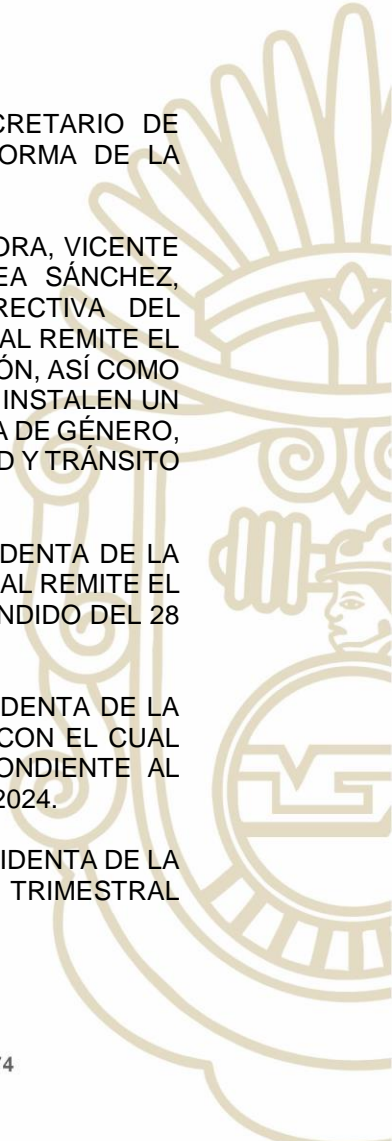 CRETARIO DE
FORMA DE LA
ORA, VICENTE
EA SÁNCHEZ,
RECTIVA DEL
AL REMITE EL
ÓN, ASÍ COMO
INSTALEN UN
A DE GÉNERO,
D Y TRÁNSITO
DENTA DE LA
AL REMITE EL
NDIDO DEL 28
DENTA DE LA
CON EL CUAL
ONDIENTE AL
2024.
IDENTA DE LA
TRIMESTRAL
74